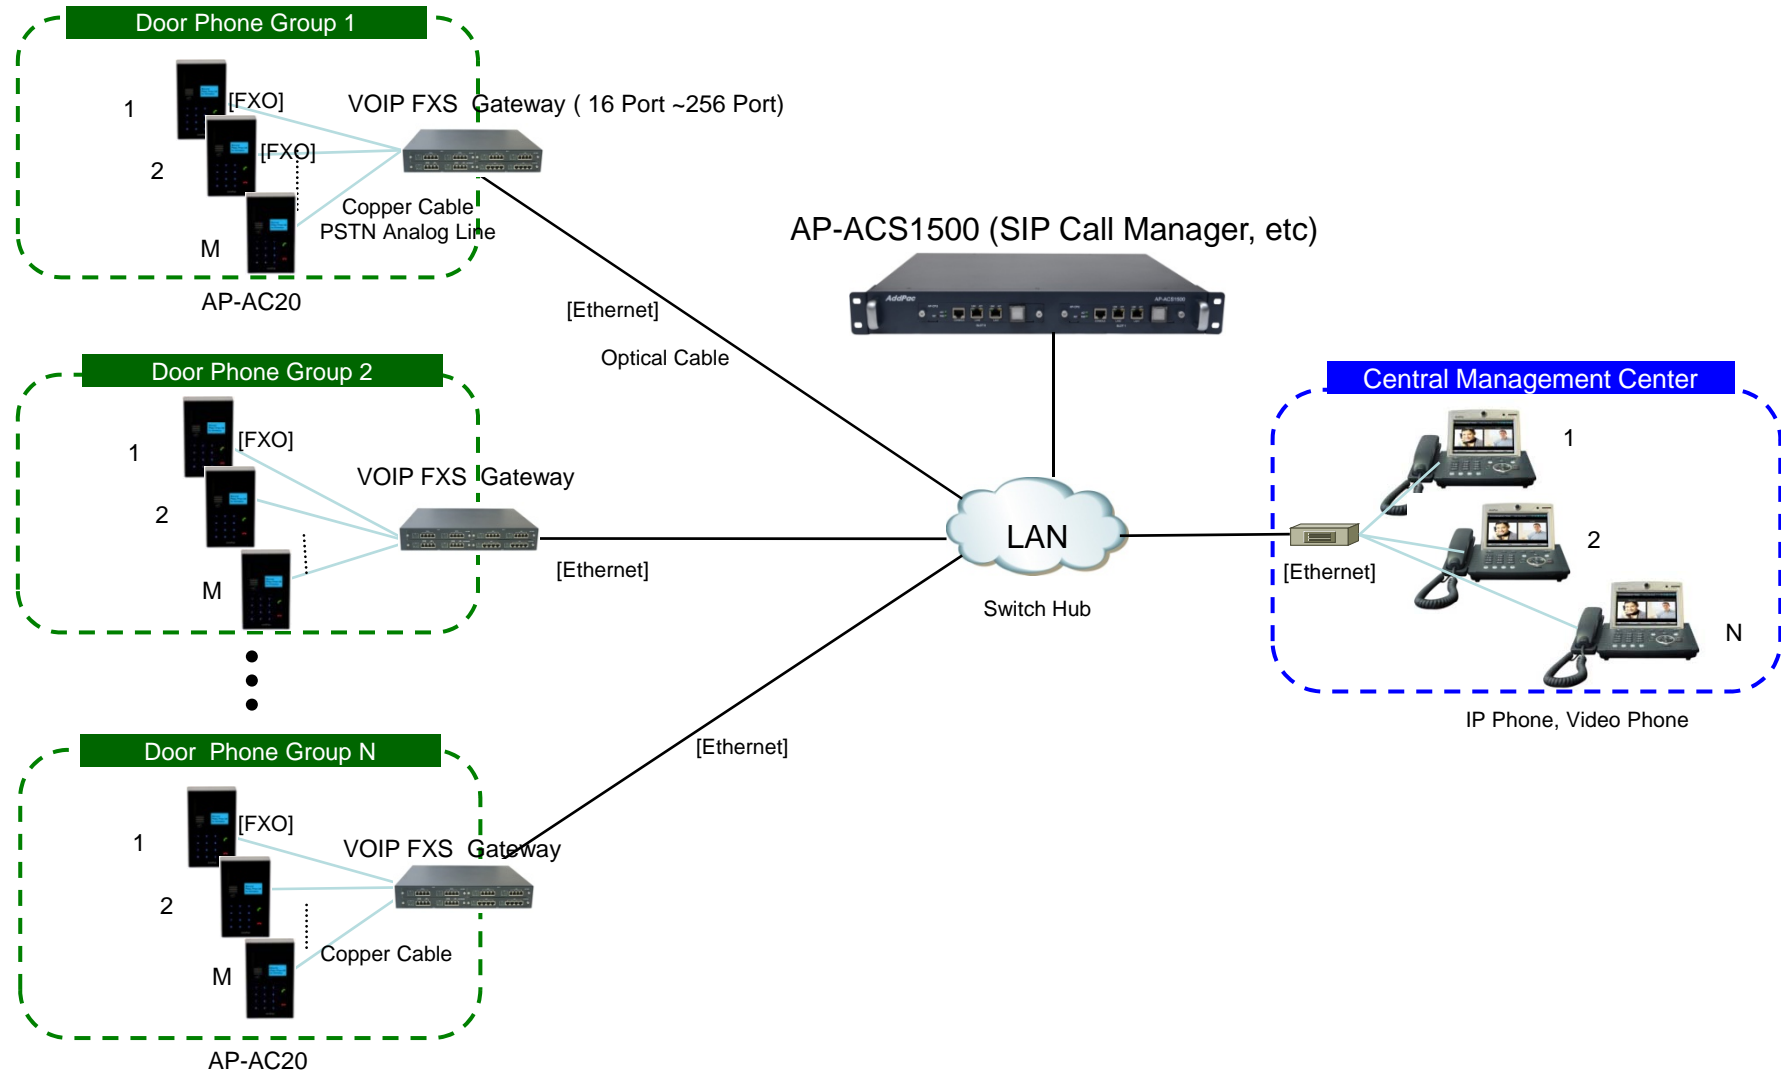 Door Phone Group 1
1
[FXO]
VOIP FXS  Gateway ( 16 Port ~256 Port)
2
[FXO]
Copper Cable
PSTN Analog Line
M
AP-AC20
AP-ACS1500 (SIP Call Manager, etc)
AddPac
AP-ACS1500
[Ethernet]
Optical Cable
Door Phone Group 2
1
[FXO]
VOIP FXS  Gateway
2
[Ethernet]
M
LAN
Switch Hub
Central Management Center
1
2
[Ethernet]
N
IP Phone, Video Phone
Door  Phone Group N
[Ethernet]
1
[FXO]
VOIP FXS  Gateway
2
Copper Cable
M
AP-AC20